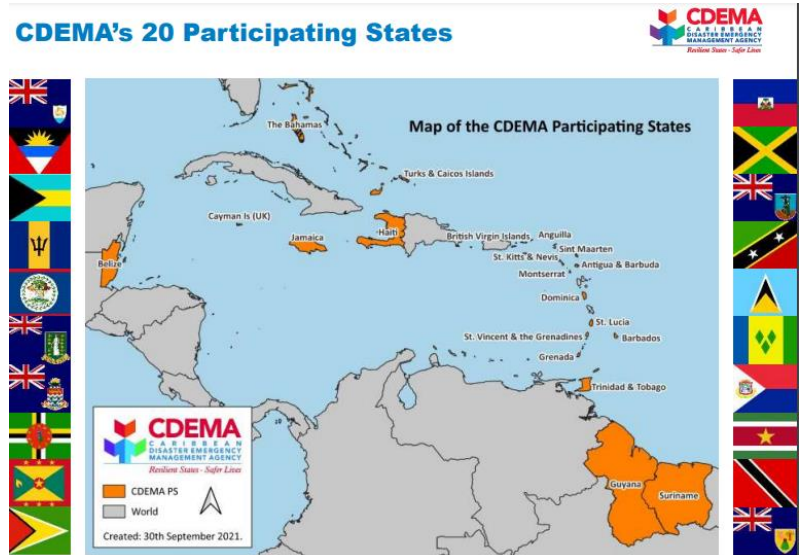 CDEMA's 20 Participating States
CDEMA
CARIBBEAN
DISASTER EMERGENCY
MANAGEMENT AGENCY
Resilient States - Safer Lives
Map of the CDEMA Participating States
The Bahamas
Turks & Caicos Islands
Cayman Is (UK)
Jamaica
Haiti
British Virgin Islands
Anguilla
Sint Maarten
Belize
St. Kitts & Nevis
Antigua & Barbuda
Montserrat
Dominica
St. Lucia
St. Vincent & the Grenadines
Barbados
Grenada
Trinidad & Tobago
Guyana
Suriname
CDEMA
CARIBBEAN
DISASTER EMERGENCY
MANAGEMENT AGENCY
Resilient States - Safer Lives
CDEMA PS
World
Created: 30th September 2021.